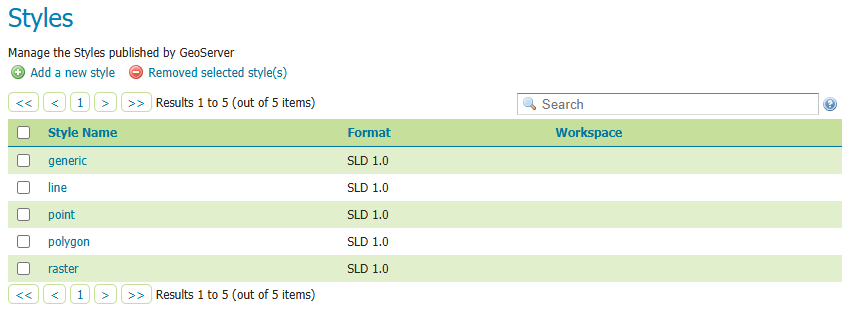 Styles
Manage the Styles published by GeoServer
Add a new style Removed selected style(s)
<< < 1 > >> Results 1 to 5 (out of 5 items) Search
Style Name Format Workspace
generic SLD 1.0
line SLD 1.0
point SLD 1.0
polygon SLD 1.0
raster SLD 1.0
<< < 1 > >> Results 1 to 5 (out of 5 items)